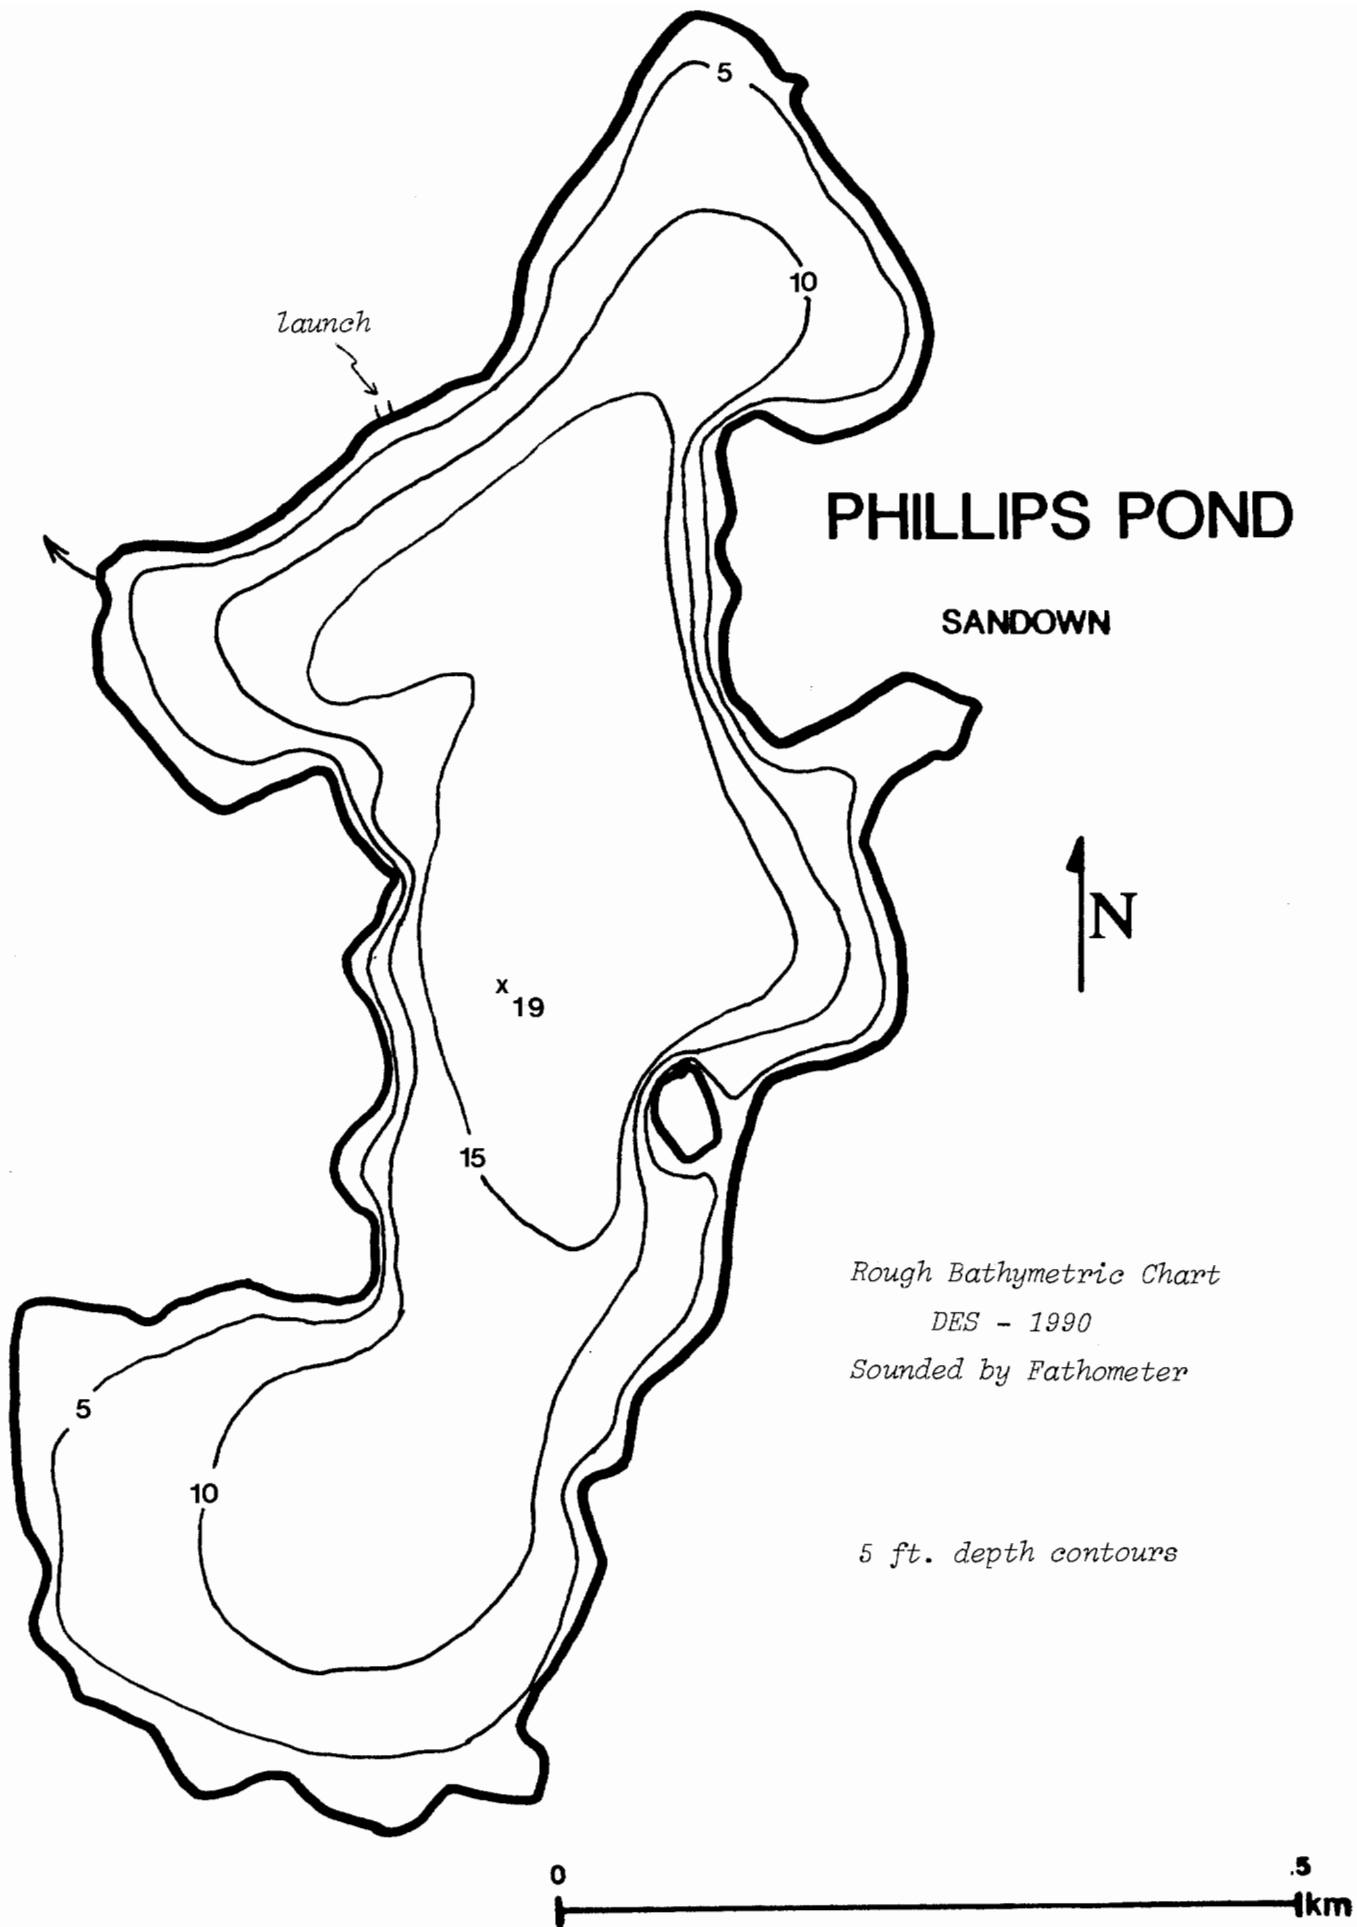 5
10
launch
PHILLIPS POND
SANDOWN
N
x
19
15
Rough Bathymetric Chart
DES - 1990
Sounded by Fathometer
5
10
5 ft. depth contours
0 .5
km